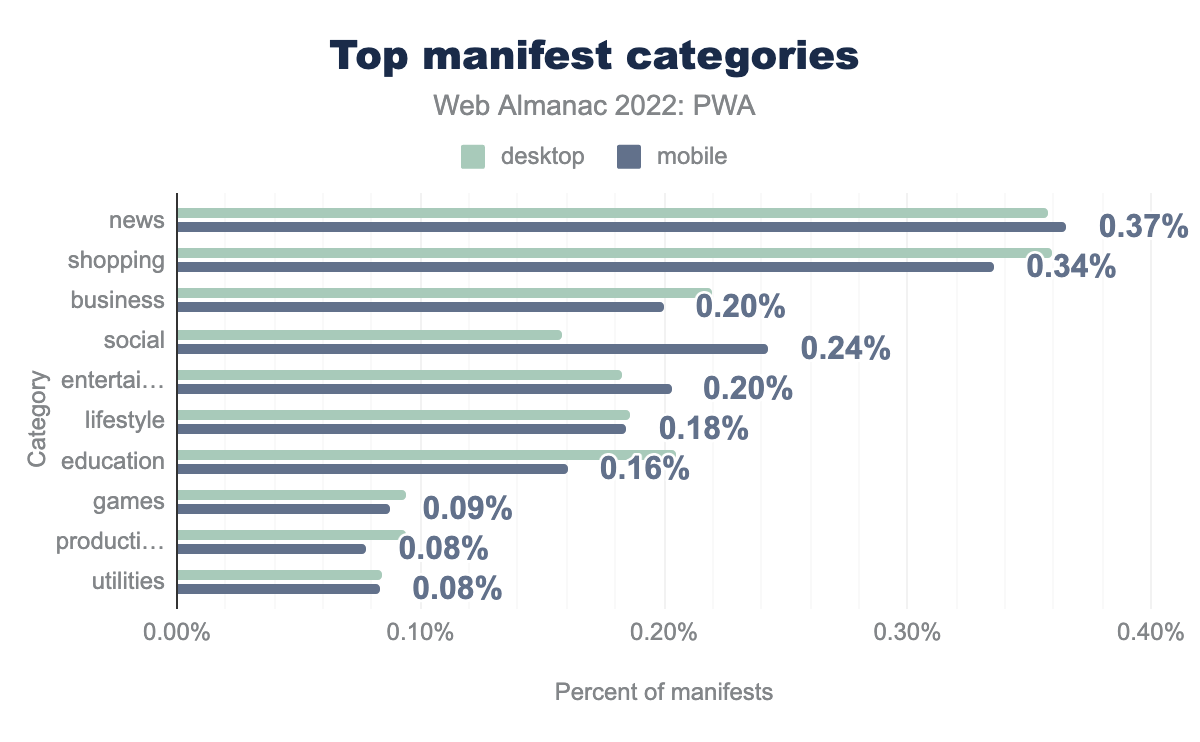 Top manifest categories
Web Almanac 2022: PWA
desktop mobile
Category
news 0.37%
shopping 0.34%
business 0.20%
social 0.24%
entertai… 0.20%
lifestyle 0.18%
education 0.16%
games 0.09%
producti… 0.08%
utilities 0.08%
0.00% 0.10% 0.20% 0.30% 0.40%
Percent of manifests